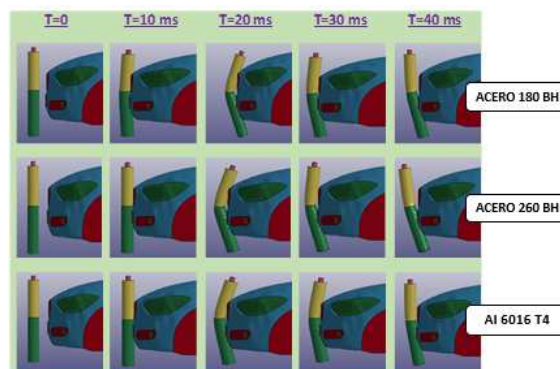 T=0
T=10 ms
T=20 ms
T=30 ms
T=40 ms
ACERO 180 BH
ACERO 260 BH
Al 6016 T4